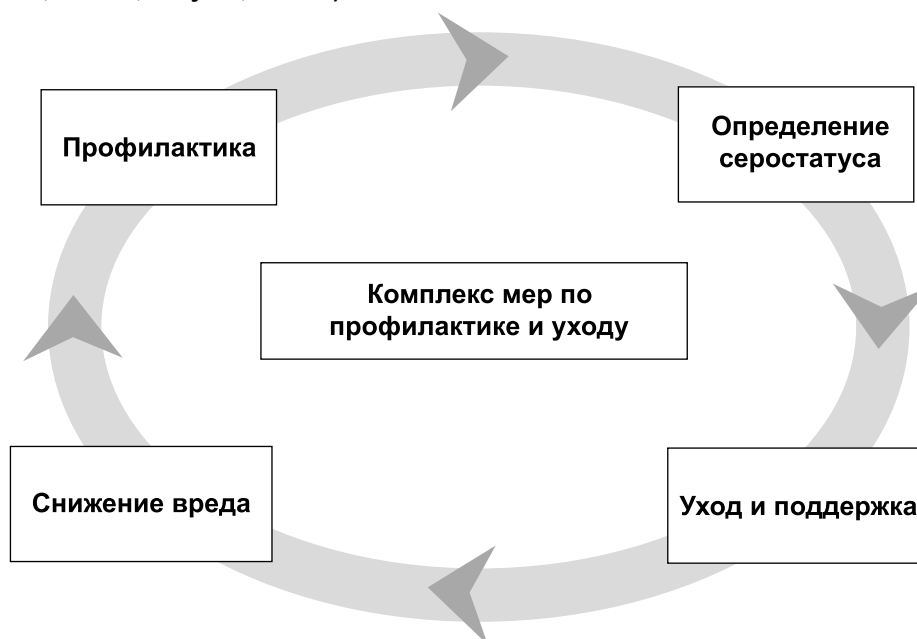 Профилактика
Определение
серостатуса
Комплекс мер по
профилактике и уходу
Снижение вреда
Уход и поддержка